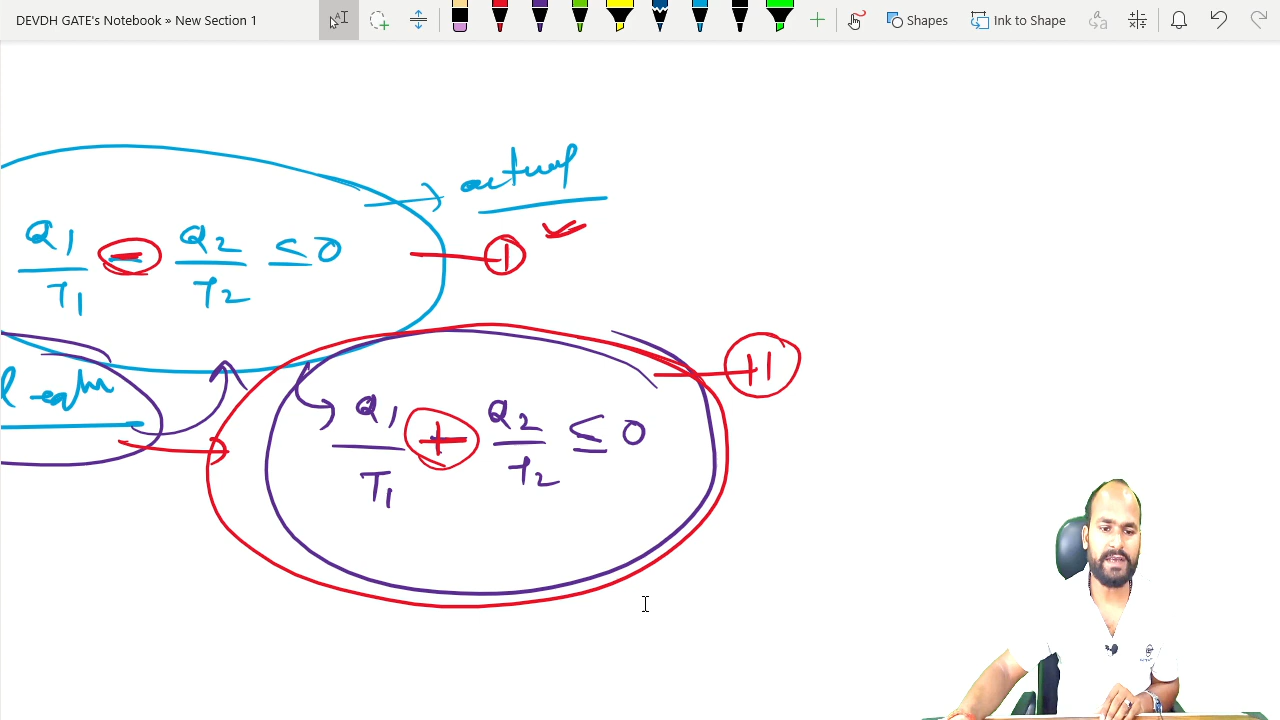 DEVDH GATE's Notebook » New Section 1
Shapes
Ink to Shape
actual
Q1/T1 - Q2/T2 ≤ 0
1
+1
Q1/T1 + Q2/T2 ≤ 0